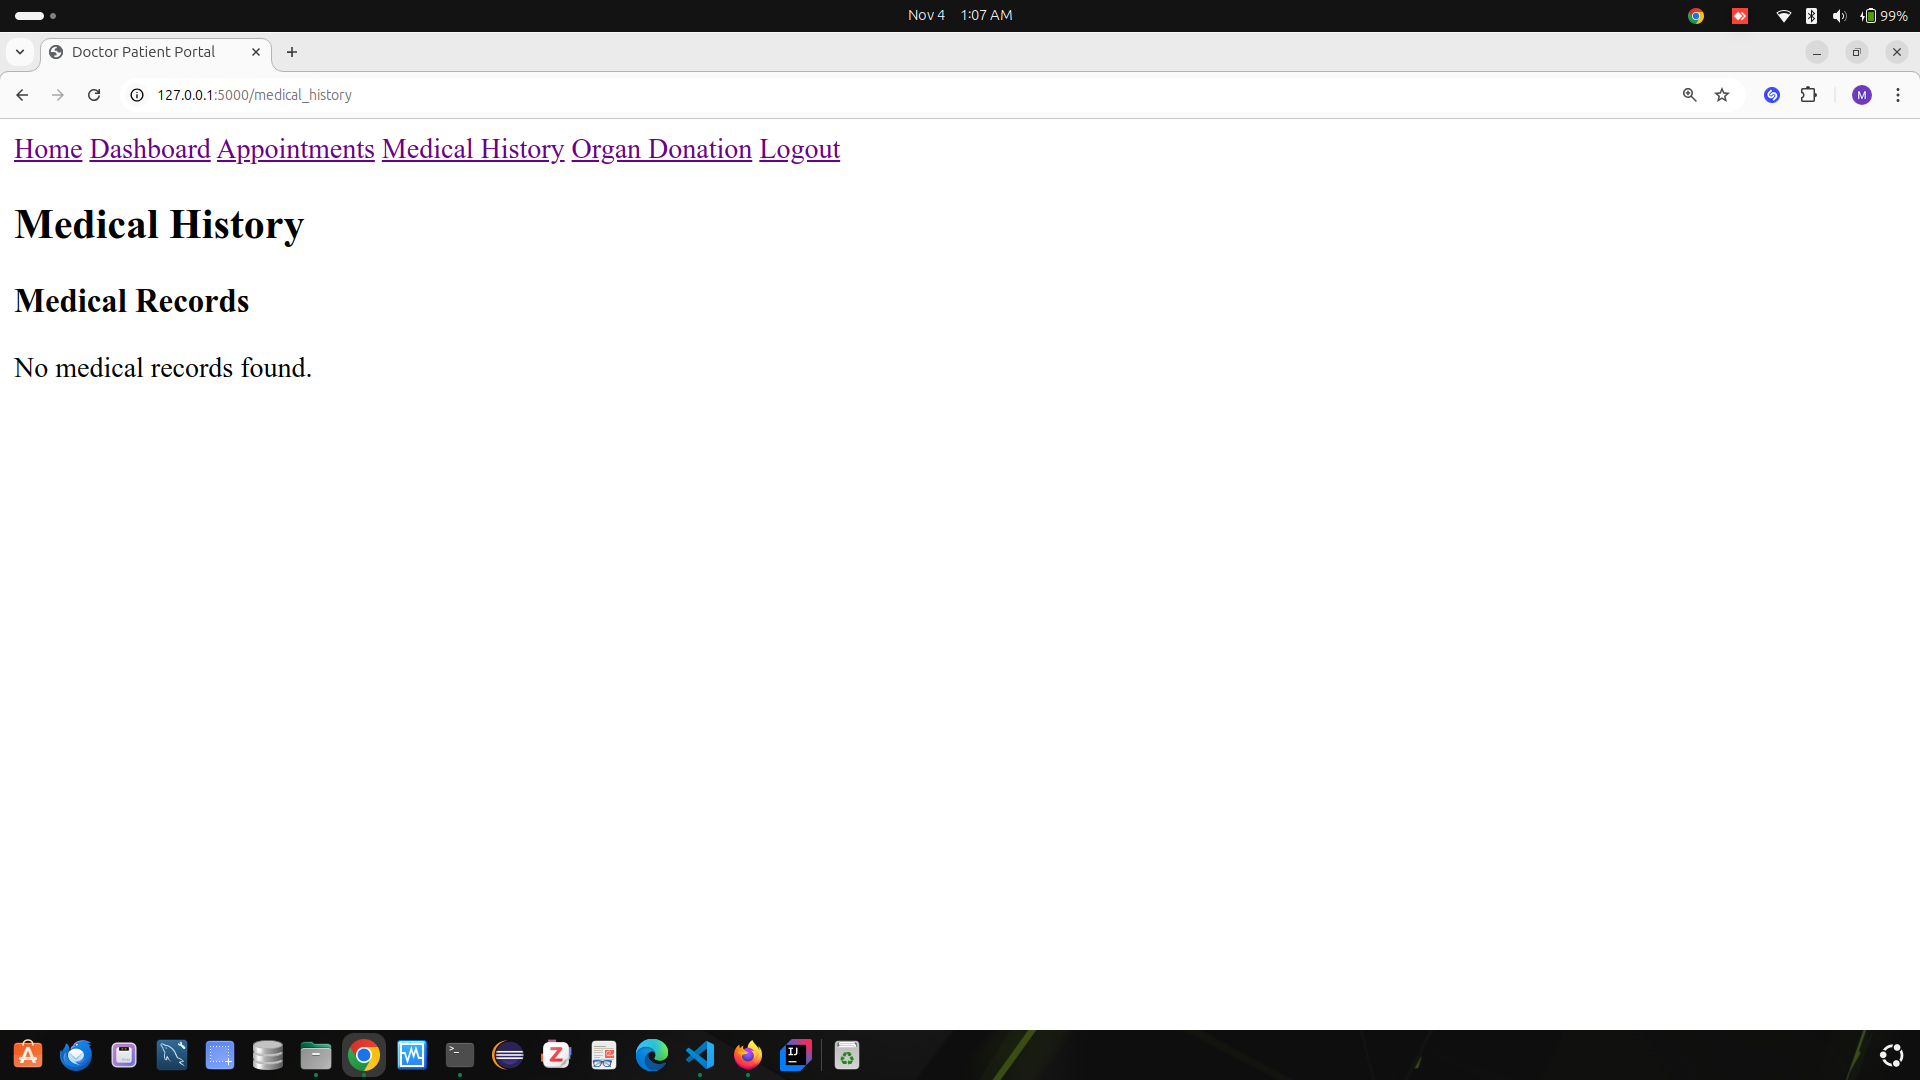 Nov 4 1:07 AM
99%
Doctor Patient Portal
127.0.0.1:5000/medical_history
M
Home Dashboard Appointments Medical History Organ Donation Logout
Medical History
Medical Records
No medical records found.